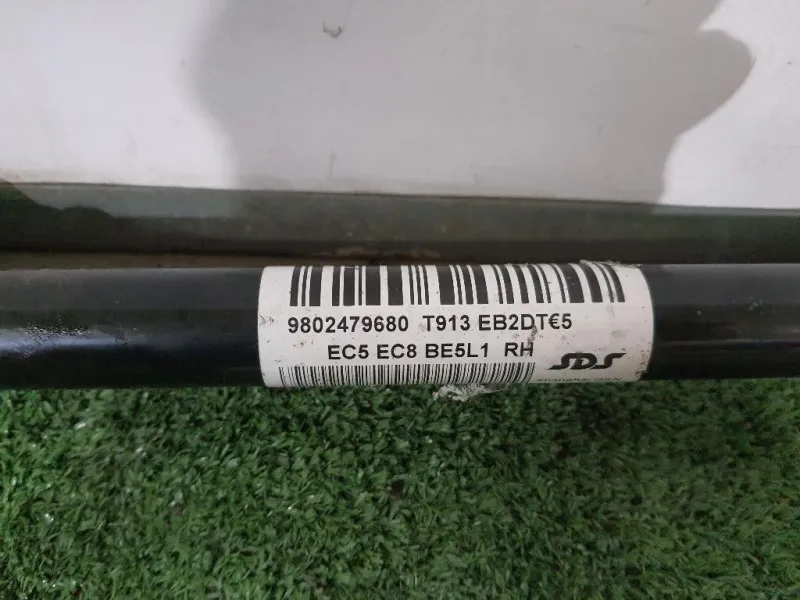 9802479680 T913 EB2DT€5
EC5 EC8 BE5L1 RH SDS